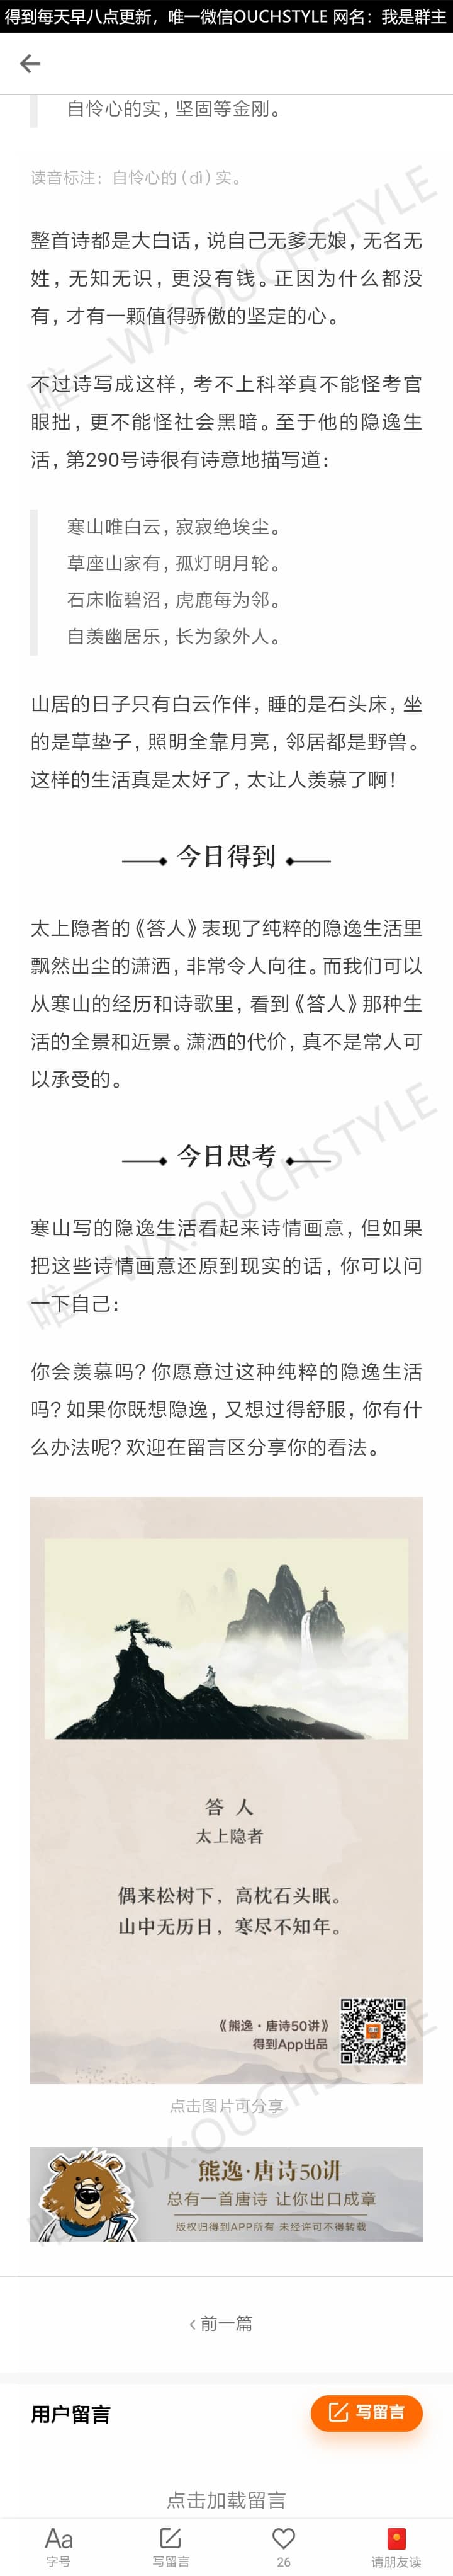 得到每天早八点更新，唯一微信OUCHSTYLE 网名：我是群主
自怜心的实，坚固等金刚。
读音标注：自怜心的（dì）实。
整首诗都是大白话，说自己无爹无娘，无名无
姓，无知无识，更没有钱。正因为什么都没
有，才有一颗值得骄傲的坚定的心。
不过诗写成这样，考不上科举真不能怪考官
眼拙，更不能怪社会黑暗。至于他的隐逸生
活，第290号诗很有诗意地描写道：
寒山唯白云，寂寂绝埃尘。
草座山家有，孤灯明月轮。
石床临碧沼，虎鹿每为邻。
自羡幽居乐，长为象外人。
山居的日子只有白云作伴，睡的是石头床，坐
的是草垫子，照明全靠月亮，邻居都是野兽。
这样的生活真是太好了，太让人羡慕了啊！
今日得到
太上隐者的《答人》表现了纯粹的隐逸生活里
飘然出尘的潇洒，非常令人向往。而我们可以
从寒山的经历和诗歌里，看到《答人》那种生
活的全景和近景。潇洒的代价，真不是常人可
以承受的。
今日思考
寒山写的隐逸生活看起来诗情画意，但如果
把这些诗情画意还原到现实的话，你可以问
一下自己：
你会羡慕吗？你愿意过这种纯粹的隐逸生活
吗？如果你既想隐逸，又想过得舒服，你有什
么办法呢？欢迎在留言区分享你的看法。
答 人
太上隐者
偶来松树下，高枕石头眠。
山中无历日，寒尽不知年。
《熊逸·唐诗50讲》
得到App出品
点击图片可分享
熊逸·唐诗50讲
总有一首唐诗 让你出口成章
版权归得到APP所有 未经许可不得转载
‹ 前一篇
用户留言
写留言
点击加载留言
Aa
字号
写留言
26
请朋友读
唯一WX:OUCHSTYLE
唯一WX:OUCHSTYLE
唯一WX:OUCHSTYLE